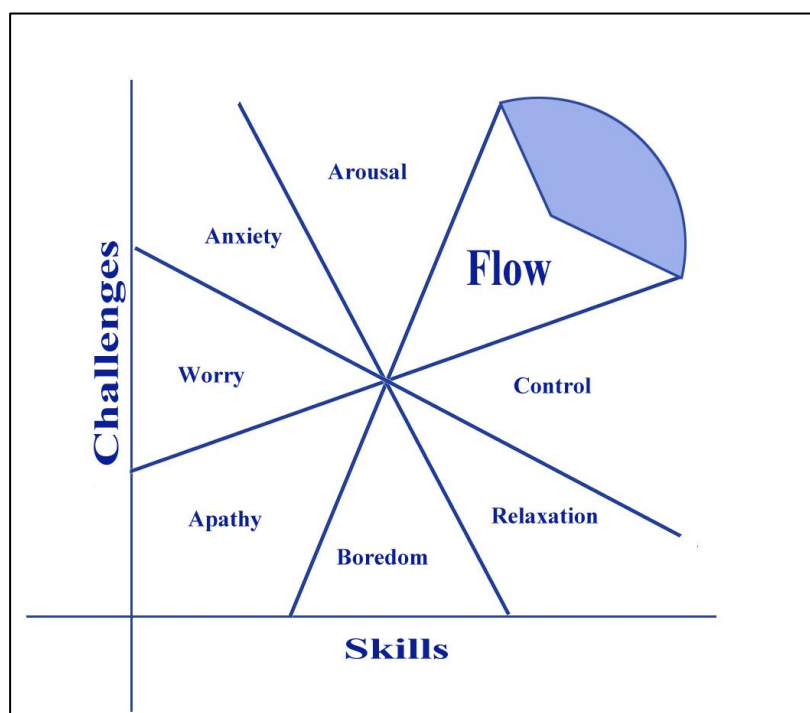 Arousal
Anxiety
Flow
Challenges
Worry
Control
Apathy
Relaxation
Boredom
Skills